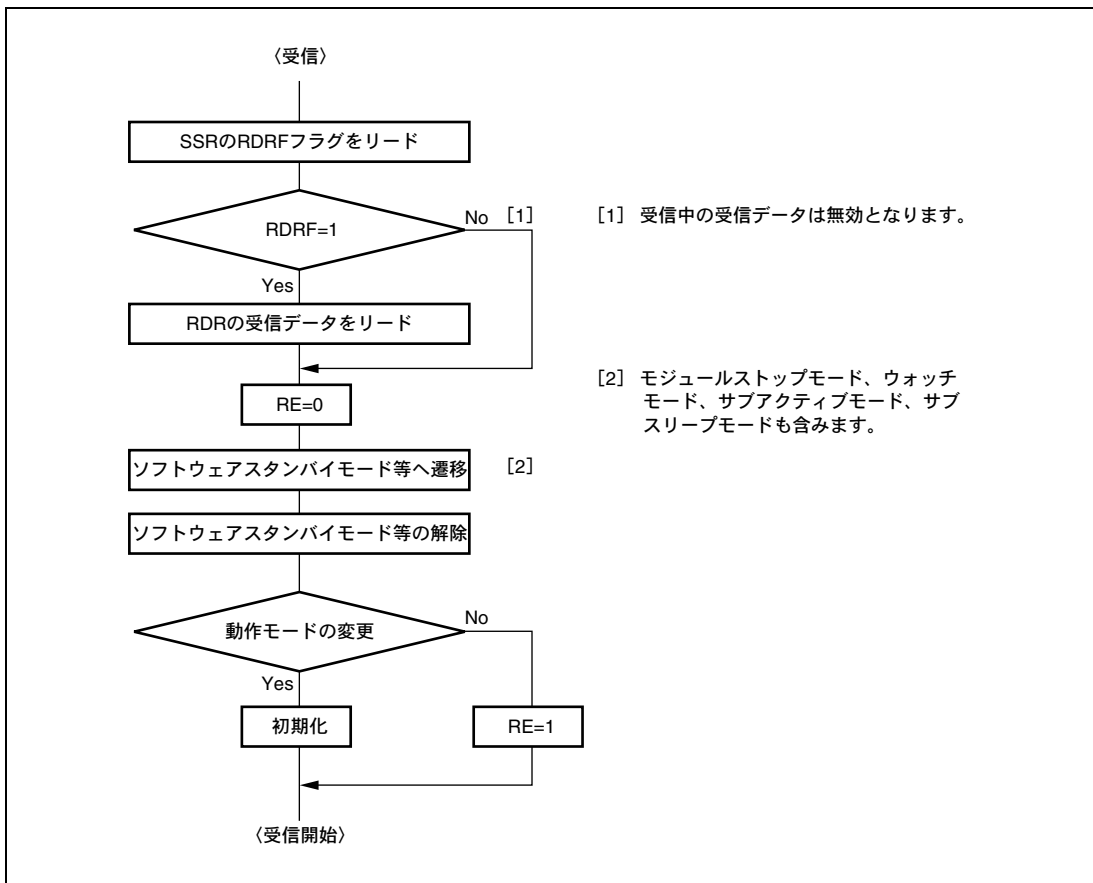 〈受信〉
SSRのRDRFフラグをリード
RDRF=1
No
[1]
[1] 受信中の受信データは無効となります。
Yes
RDRの受信データをリード
RE=0
[2] モジュールストップモード、ウォッチ
モード、サブアクティブモード、サブ
スリープモードも含みます。
ソフトウェアスタンバイモード等へ遷移
[2]
ソフトウェアスタンバイモード等の解除
動作モードの変更
No
Yes
初期化
RE=1
〈受信開始〉